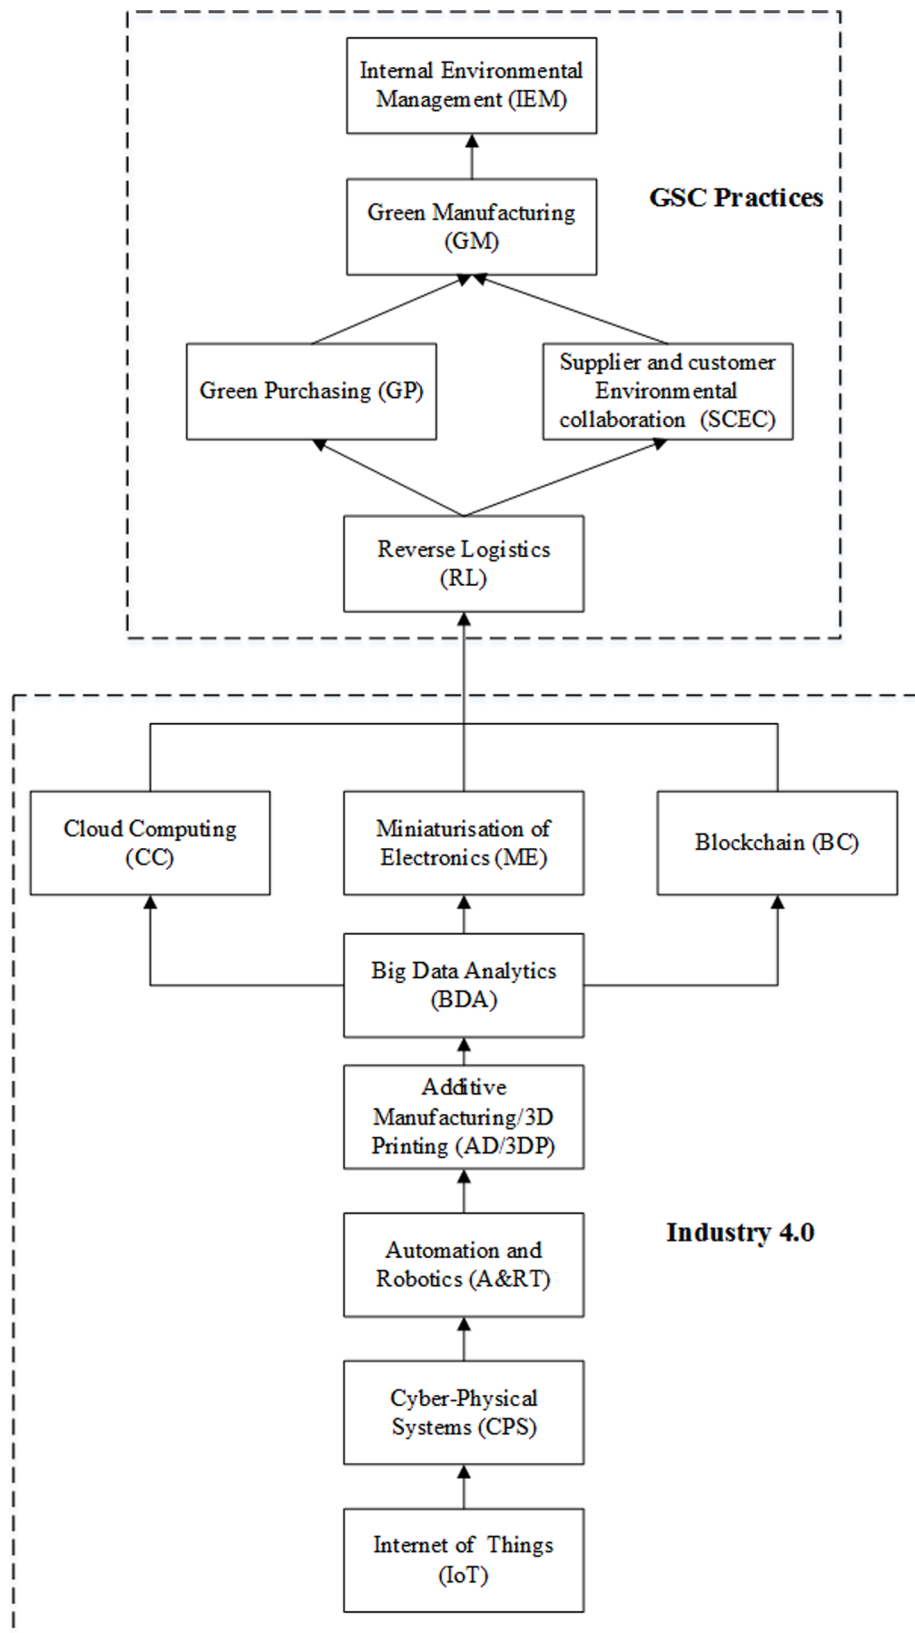 Internal Environmental
Management (IEM)
Green Manufacturing
(GM)
GSC Practices
Green Purchasing (GP)
Supplier and customer
Environmental
collaboration (SCEC)
Reverse Logistics
(RL)
Cloud Computing
(CC)
Miniaturisation of
Electronics (ME)
Blockchain (BC)
Big Data Analytics
(BDA)
Additive
Manufacturing/3D
Printing (AD/3DP)
Industry 4.0
Automation and
Robotics (A&RT)
Cyber-Physical
Systems (CPS)
Internet of Things
(IoT)